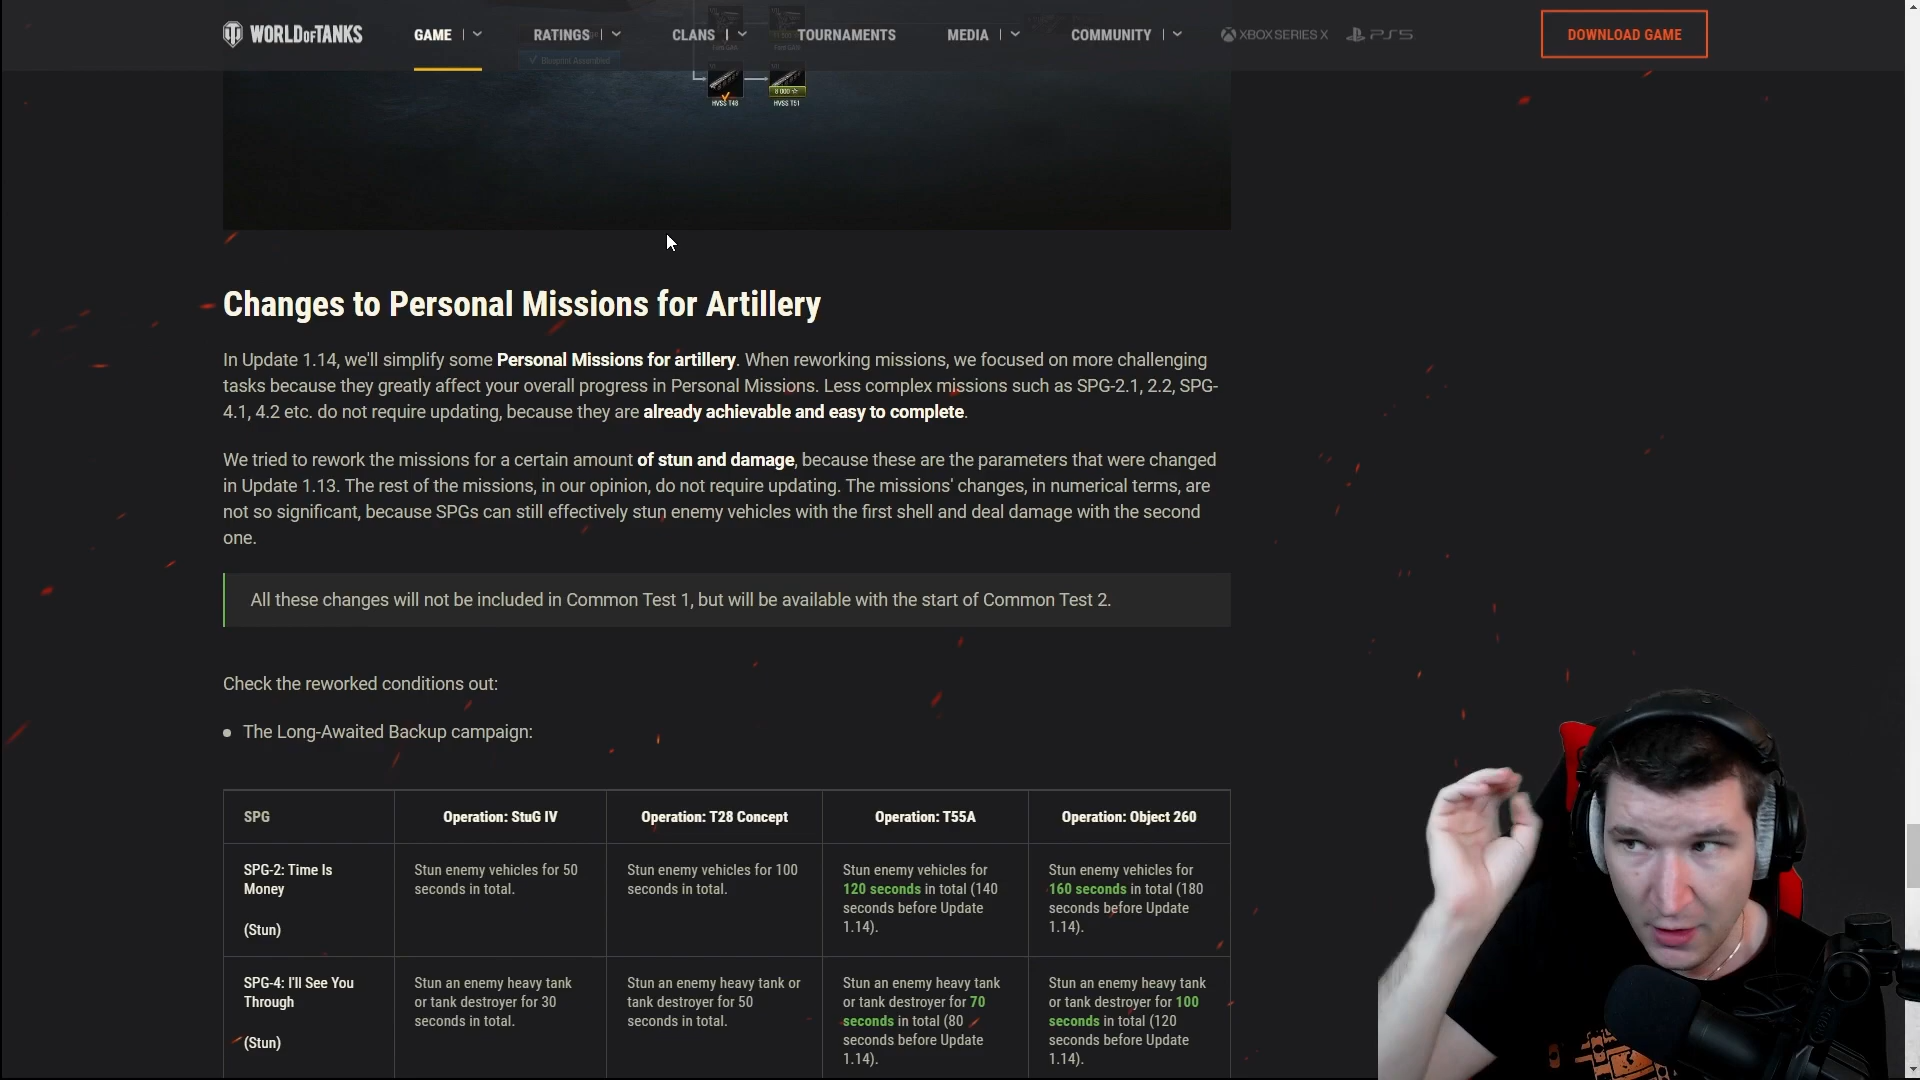 WORLD OF TANKS
GAME
RATINGS
CLANS
TOURNAMENTS
MEDIA
COMMUNITY
XBOX SERIES X
PS5
DOWNLOAD GAME
Blueprint Assembled
8 000
HVSS T48
HVSS T51
Changes to Personal Missions for Artillery
In Update 1.14, we'll simplify some Personal Missions for artillery. When reworking missions, we focused on more challenging
tasks because they greatly affect your overall progress in Personal Missions. Less complex missions such as SPG-2.1, 2.2, SPG-
4.1, 4.2 etc. do not require updating, because they are already achievable and easy to complete.
We tried to rework the missions for a certain amount of stun and damage, because these are the parameters that were changed
in Update 1.13. The rest of the missions, in our opinion, do not require updating. The missions' changes, in numerical terms, are
not so significant, because SPGs can still effectively stun enemy vehicles with the first shell and deal damage with the second
one.
All these changes will not be included in Common Test 1, but will be available with the start of Common Test 2.
Check the reworked conditions out:
The Long-Awaited Backup campaign:
SPG
Operation: StuG IV
Operation: T28 Concept
Operation: T55A
Operation: Object 260
SPG-2: Time Is
Money
(Stun)
Stun enemy vehicles for 50
seconds in total.
Stun enemy vehicles for 100
seconds in total.
Stun enemy vehicles for
120 seconds in total (140
seconds before Update
1.14).
Stun enemy vehicles for
160 seconds in total (180
seconds before Update
1.14).
SPG-4: I'll See You
Through
(Stun)
Stun an enemy heavy tank
or tank destroyer for 30
seconds in total.
Stun an enemy heavy tank or
tank destroyer for 50
seconds in total.
Stun an enemy heavy tank
or tank destroyer for 70
seconds in total (80
seconds before Update
1.14).
Stun an enemy heavy tank
or tank destroyer for 100
seconds in total (120
seconds before Update
1.14).